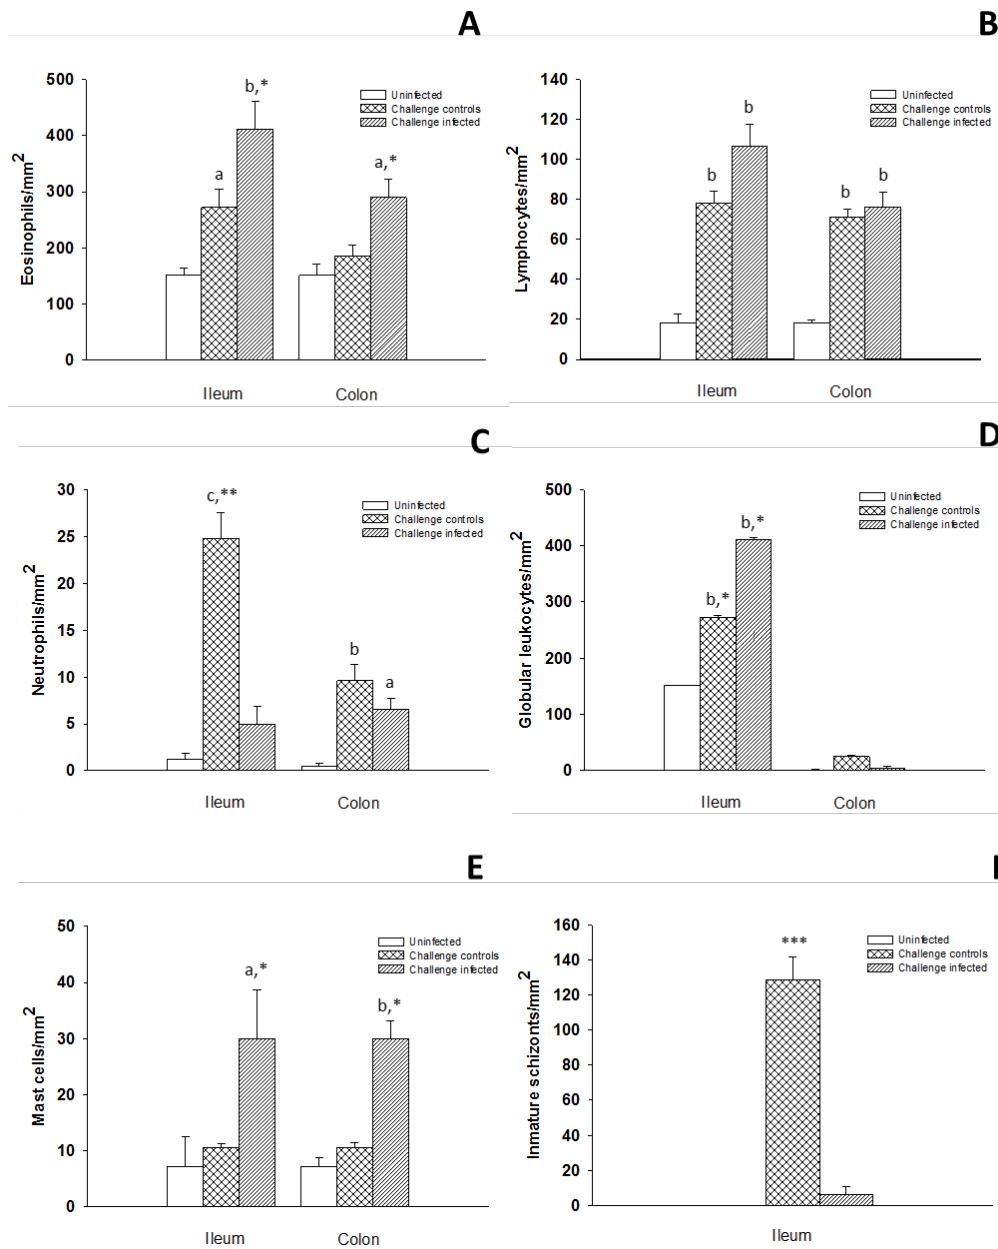 A
500
400
300
200
100
0
Eosinophils/mm2
Uninfected
Challenge controls
Challenge infected
a
b,*
a,*
Ileum
Colon
B
140
120
100
80
60
40
20
0
Lymphocytes/mm2
Uninfected
Challenge controls
Challenge infected
b
b
b
b
Ileum
Colon
C
30
25
20
15
10
5
0
Neutrophils/mm2
Uninfected
Challenge controls
Challenge infected
c,**
b
a
Ileum
Colon
D
500
400
300
200
100
0
Globular leukocytes/mm2
Uninfected
Challenge controls
Challenge infected
b,*
b,*
Ileum
Colon
E
50
40
30
20
10
0
Mast cells/mm2
Uninfected
Challenge controls
Challenge infected
a,*
b,*
Ileum
Colon
160
140
120
100
80
60
40
20
0
Inmature schizonts/mm2
Uninfected
Challenge controls
Challenge infected
***
Ileum